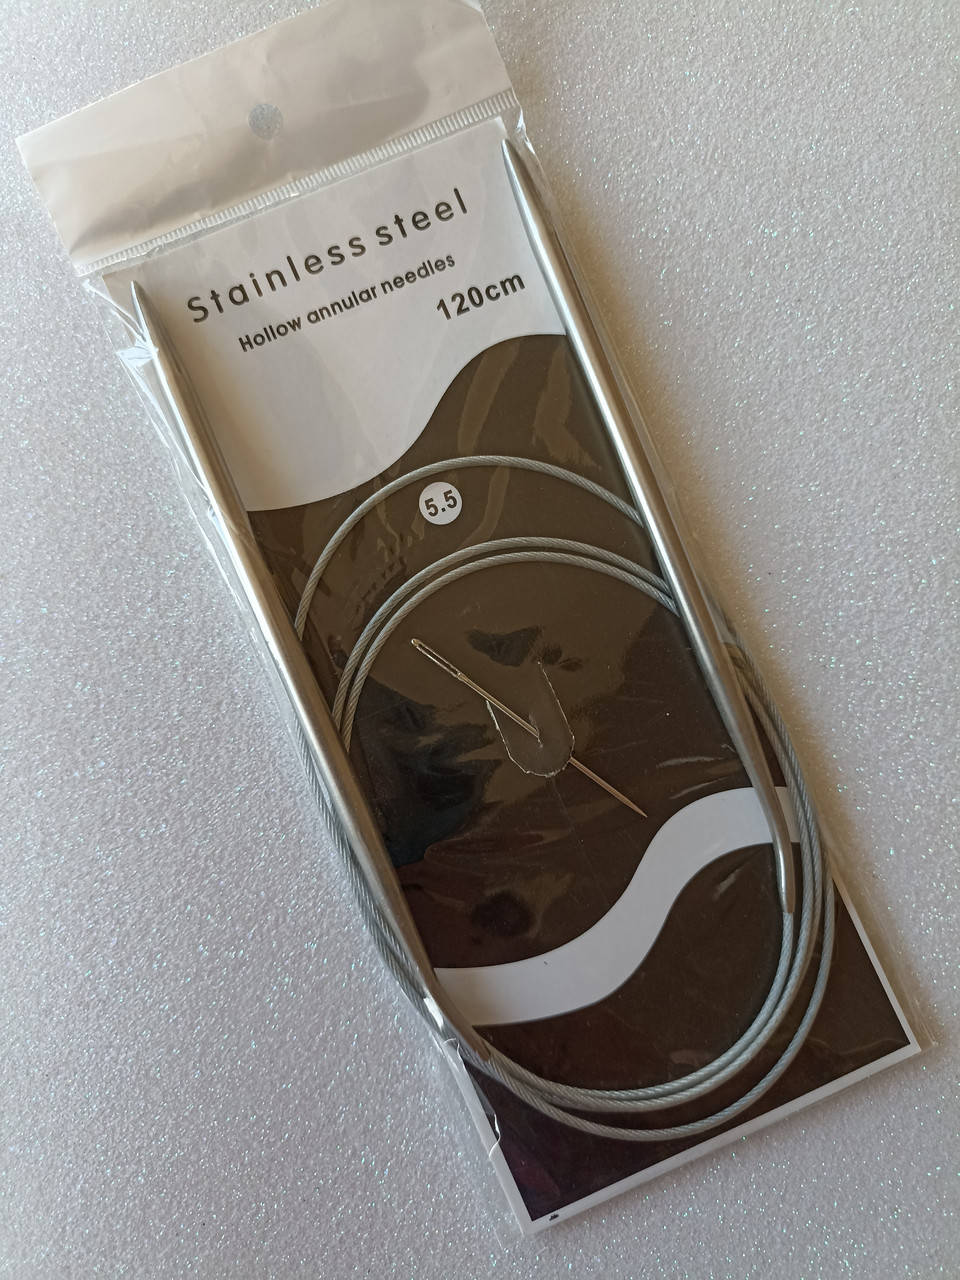 Stainless steel
Hollow annular needles
120cm
5.5